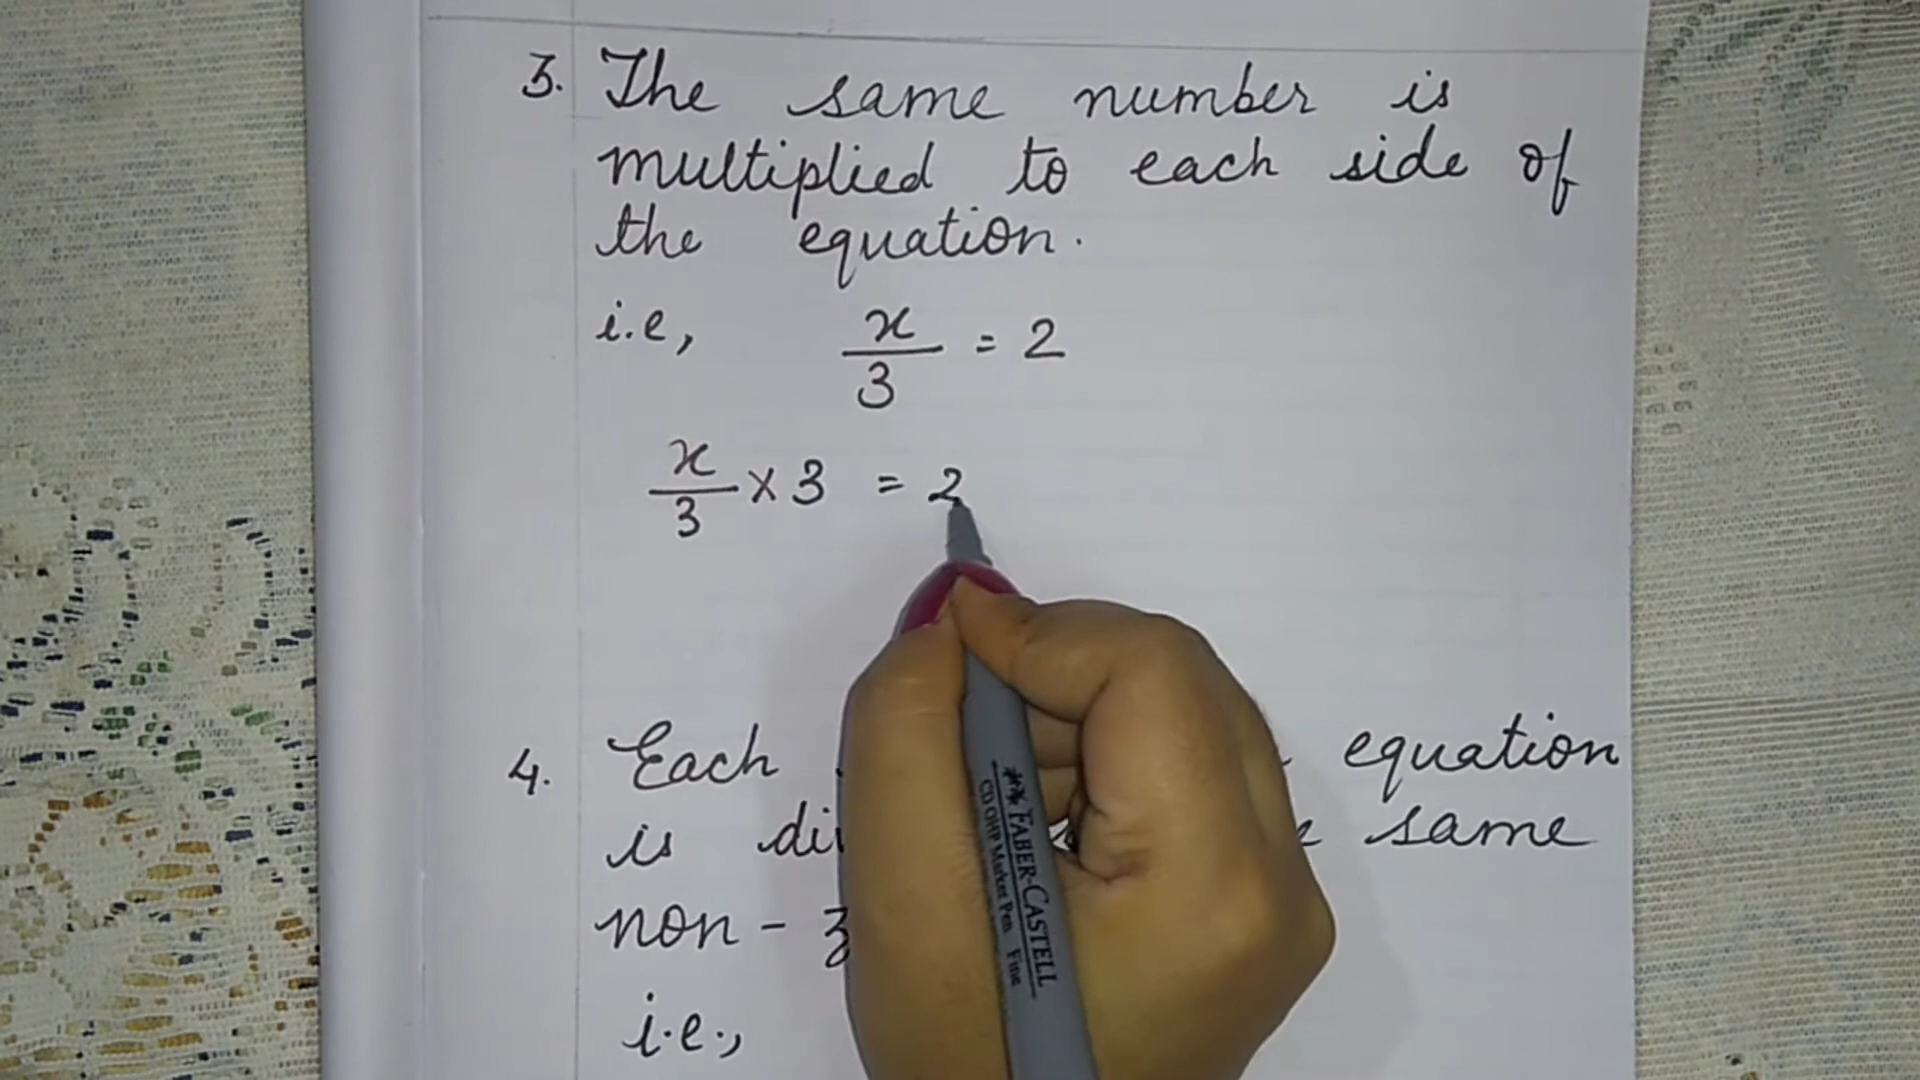 3. The same number is
multiplied to each side of
the equation.
i.e, x/3 = 2
x/3 × 3 = 2
4. Each equation
is same
non -
i.e.,
FABER-CASTELL
CD OHP Marker Pen Fine